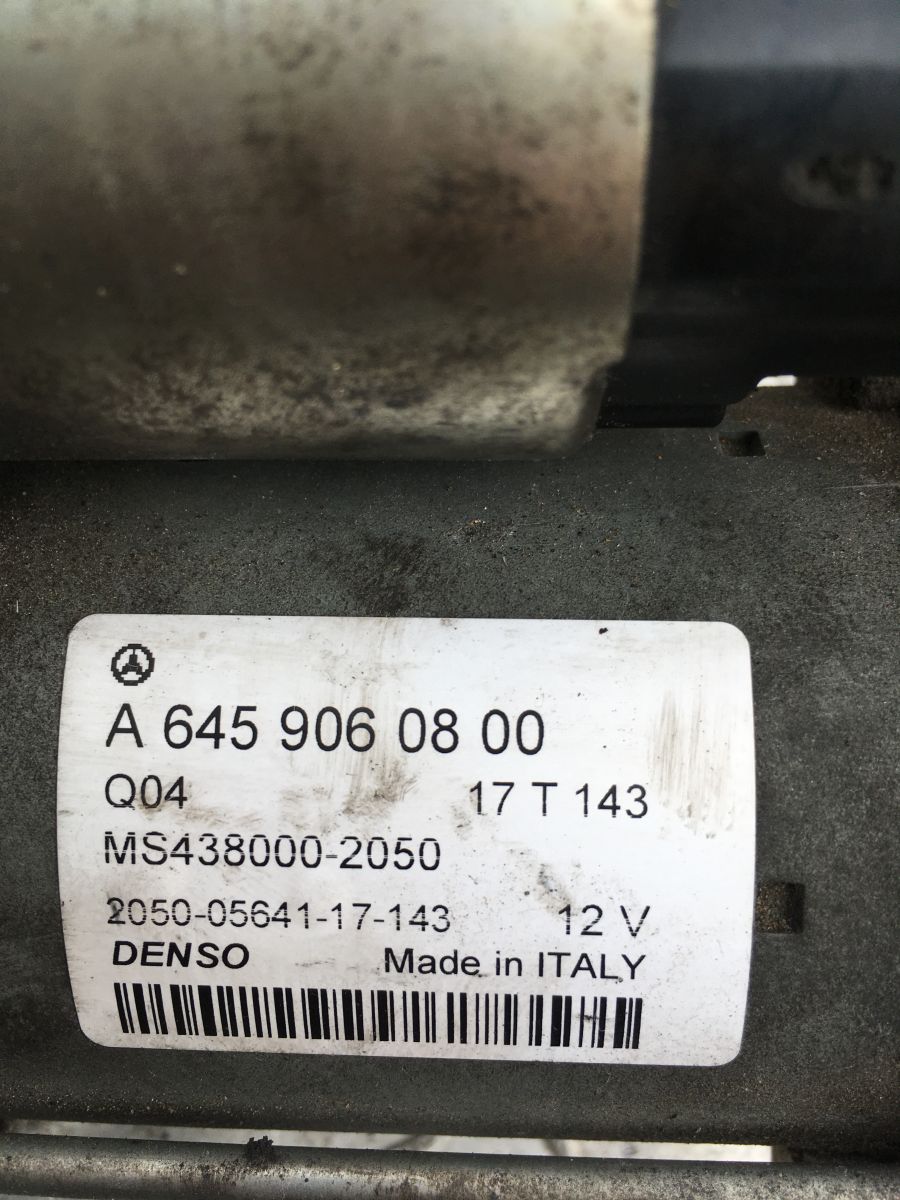 A 645 906 08 00
Q04 17 T 143
MS438000-2050
2050-05641-17-143 12 V
DENSO Made in ITALY